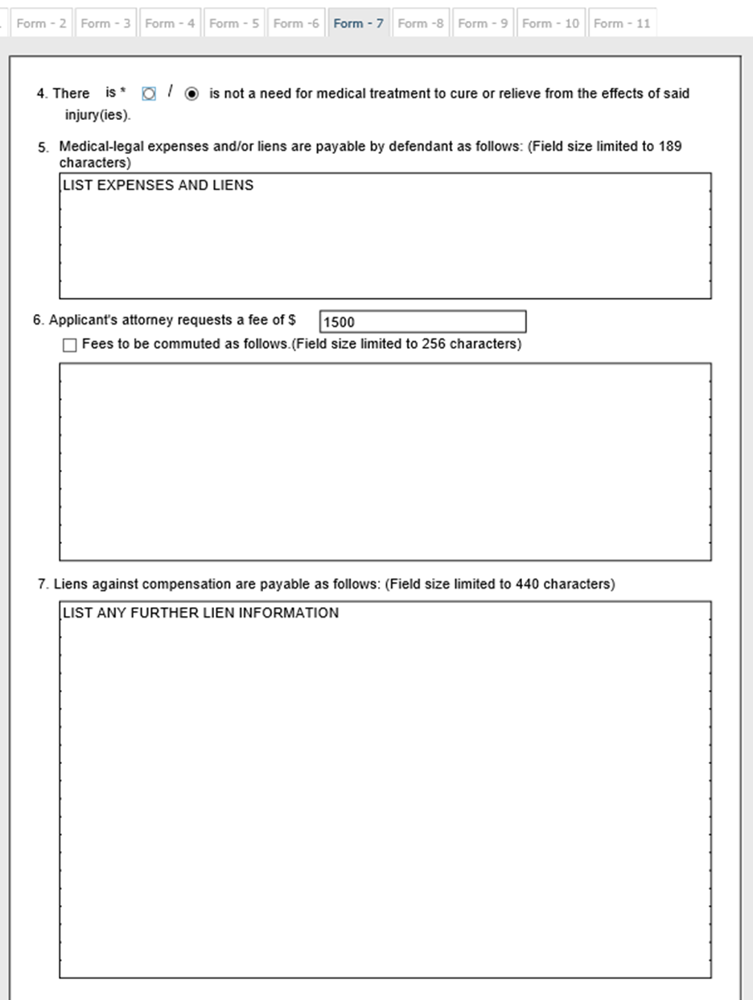 Form - 2 Form - 3 Form - 4 Form - 5 Form -6 Form - 7 Form -8 Form - 9 Form - 10 Form - 11
4. There is * / is not a need for medical treatment to cure or relieve from the effects of said
injury(ies).
5. Medical-legal expenses and/or liens are payable by defendant as follows: (Field size limited to 189
characters)
LIST EXPENSES AND LIENS
6. Applicant's attorney requests a fee of $ 1500
Fees to be commuted as follows.(Field size limited to 256 characters)
7. Liens against compensation are payable as follows: (Field size limited to 440 characters)
LIST ANY FURTHER LIEN INFORMATION